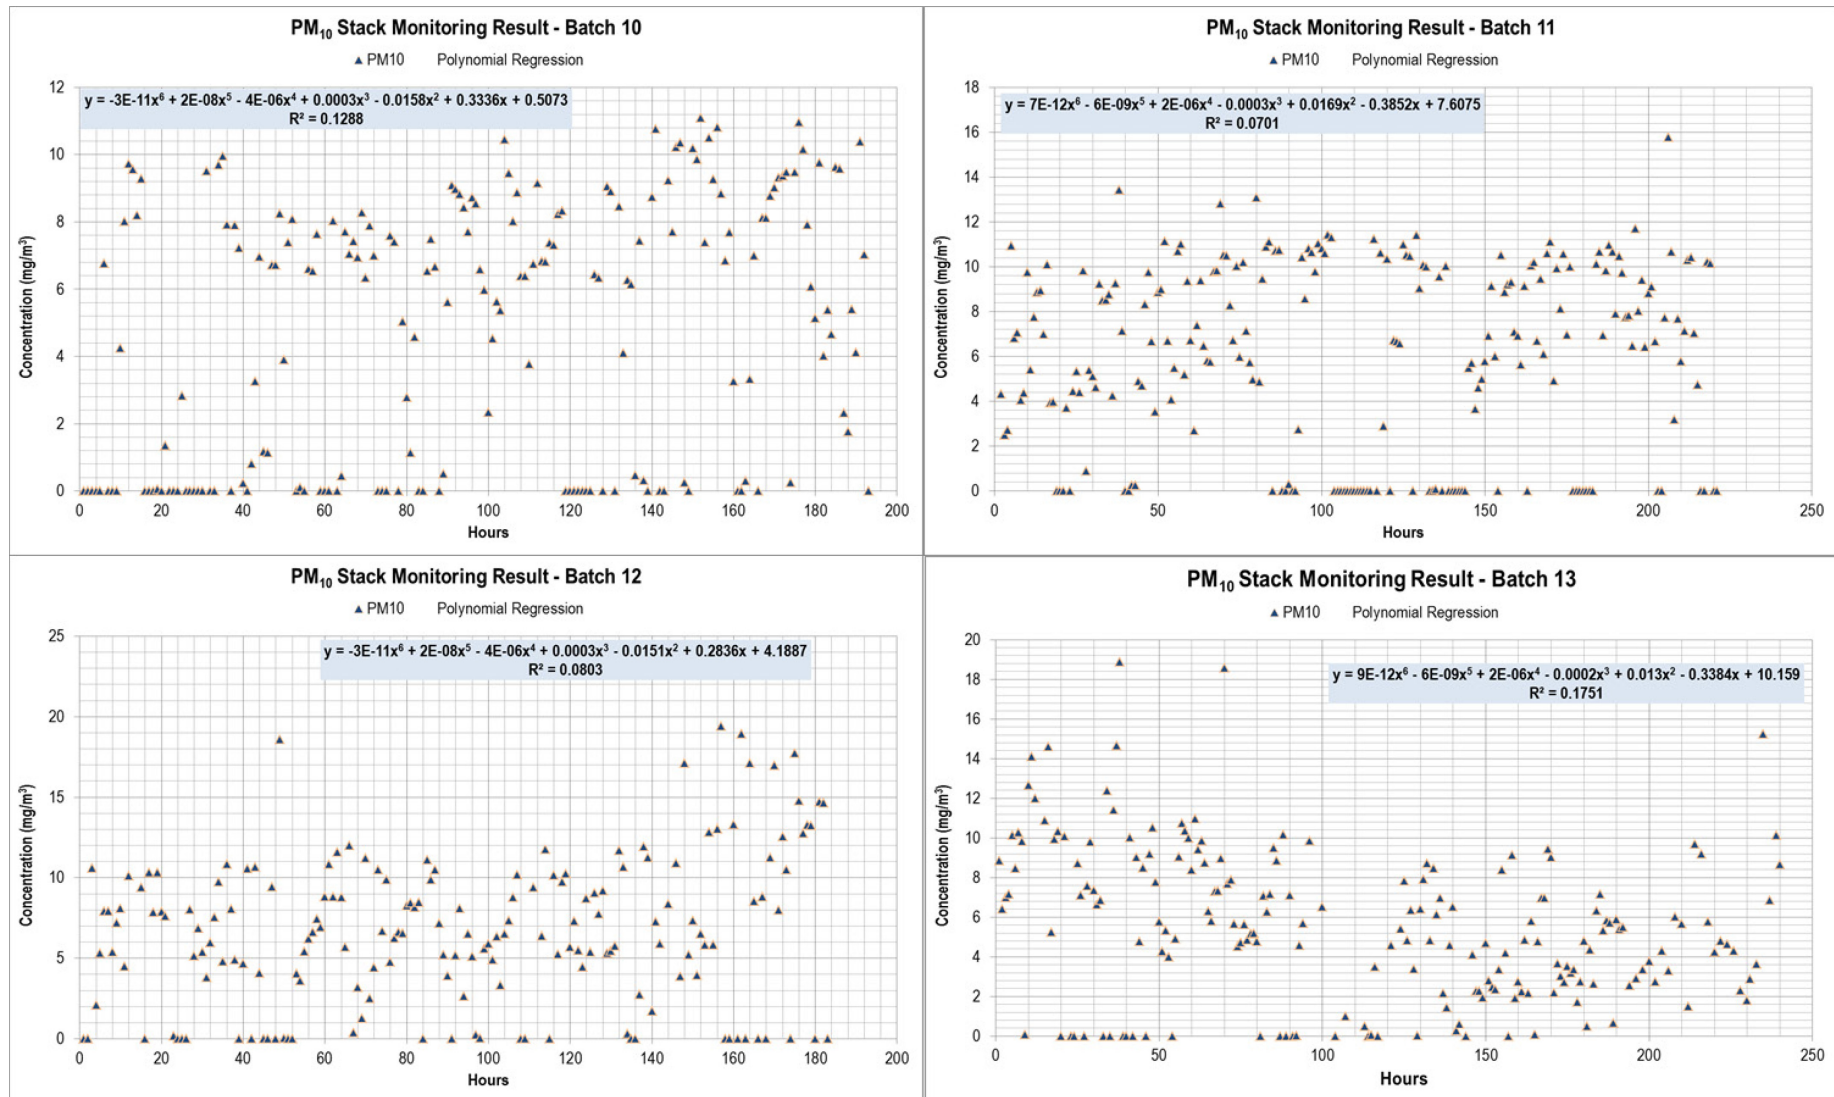 PM₁₀ Stack Monitoring Result - Batch 10
PM10 Polynomial Regression
y = -3E-11x⁶ + 2E-08x⁵ - 4E-06x⁴ + 0.0003x³ - 0.0158x² + 0.3336x + 0.5073
R² = 0.1288
Concentration (mg/m³)
12
10
8
6
4
2
0
0 20 40 60 80 100 120 140 160 180 200
Hours
PM₁₀ Stack Monitoring Result - Batch 11
PM10 Polynomial Regression
y = 7E-12x⁶ - 6E-09x⁵ + 2E-06x⁴ - 0.0003x³ + 0.0169x² - 0.3852x + 7.6075
R² = 0.0701
Concentration (mg/m³)
18
16
14
12
10
8
6
4
2
0
0 50 100 150 200 250
Hours
PM₁₀ Stack Monitoring Result - Batch 12
PM10 Polynomial Regression
y = -3E-11x⁶ + 2E-08x⁵ - 4E-06x⁴ + 0.0003x³ - 0.0151x² + 0.2836x + 4.1887
R² = 0.0803
Concentration (mg/m³)
25
20
15
10
5
0
0 20 40 60 80 100 120 140 160 180 200
Hours
PM₁₀ Stack Monitoring Result - Batch 13
PM10 Polynomial Regression
y = 9E-12x⁶ - 6E-09x⁵ + 2E-06x⁴ - 0.0002x³ + 0.013x² - 0.3384x + 10.159
R² = 0.1751
Concentration (mg/m³)
20
18
16
14
12
10
8
6
4
2
0
0 50 100 150 200 250
Hours